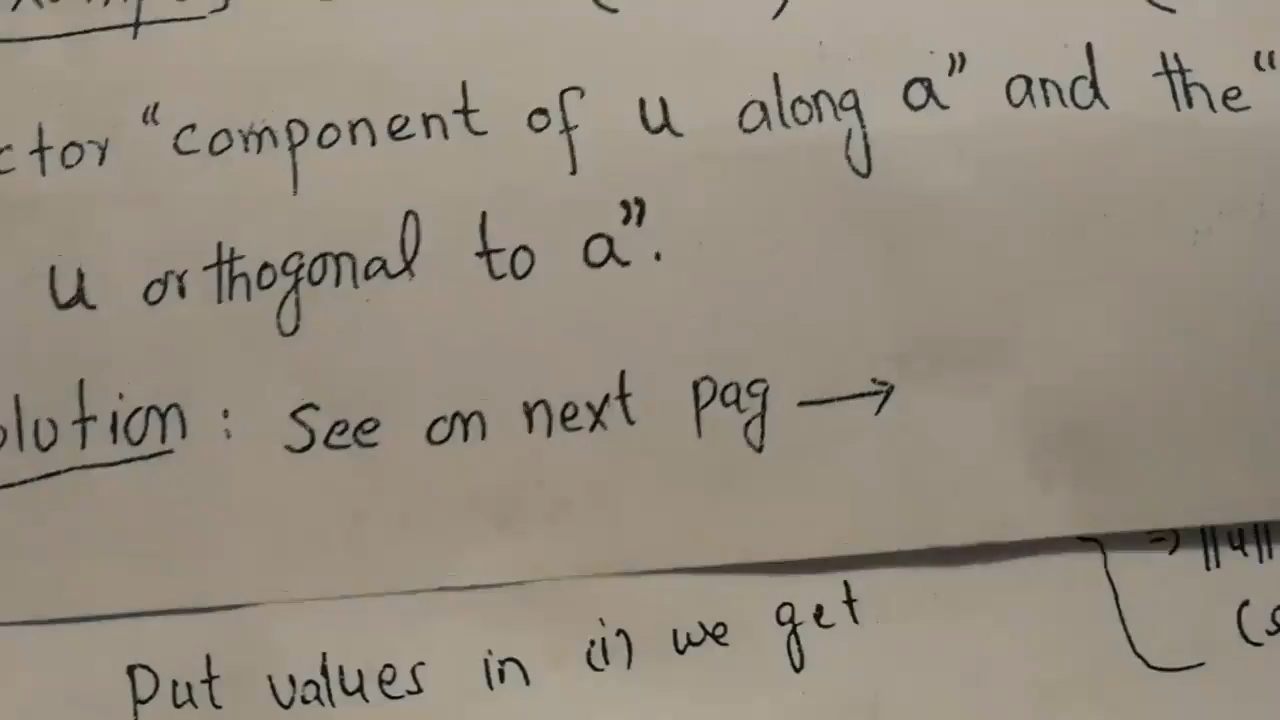 ctor “component of u along a” and the “
u orthogonal to a”.
olution : See on next pag →
⇒ ||u||
Put values in (i) we get